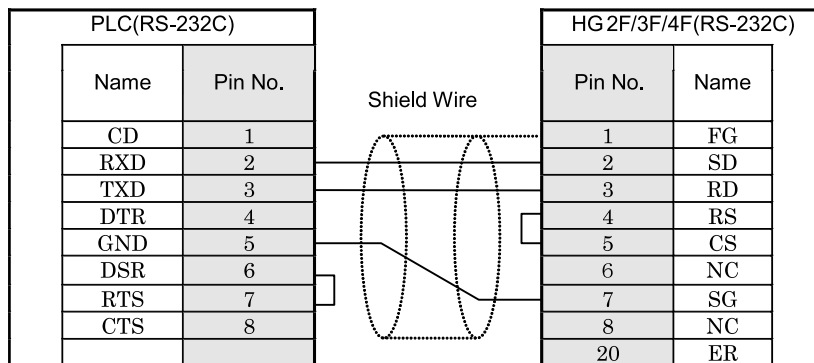 PLC(RS-232C) HG 2F/3F/4F(RS-232C)
Name Pin No. Shield Wire Pin No. Name
CD 1 1 FG
RXD 2 2 SD
TXD 3 3 RD
DTR 4 4 RS
GND 5 5 CS
DSR 6 6 NC
RTS 7 7 SG
CTS 8 8 NC
20 ER